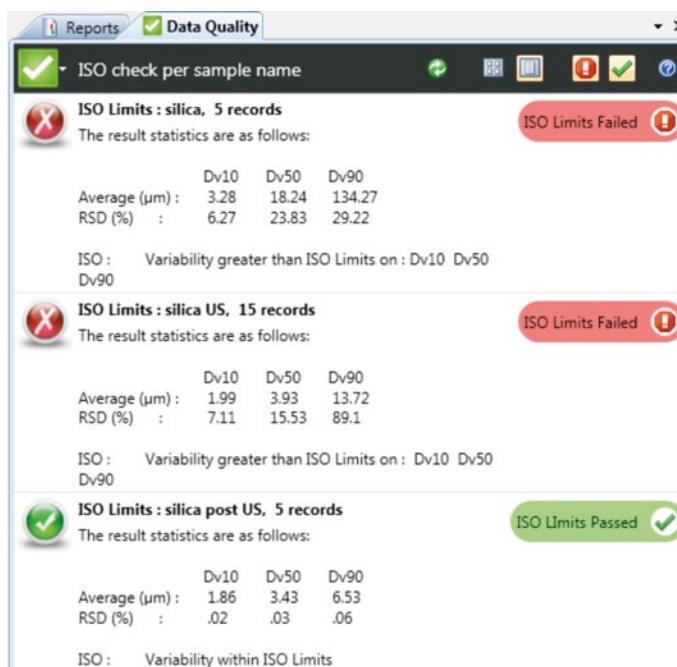 Reports
Data Quality
ISO check per sample name
ISO Limits : silica, 5 records
ISO Limits Failed
The result statistics are as follows:
Dv10 Dv50 Dv90
Average (µm) : 3.28 18.24 134.27
RSD (%) : 6.27 23.83 29.22
ISO : Variability greater than ISO Limits on : Dv10 Dv50
Dv90
ISO Limits : silica US, 15 records
ISO Limits Failed
The result statistics are as follows:
Dv10 Dv50 Dv90
Average (µm) : 1.99 3.93 13.72
RSD (%) : 7.11 15.53 89.1
ISO : Variability greater than ISO Limits on : Dv10 Dv50
Dv90
ISO Limits : silica post US, 5 records
ISO LImits Passed
The result statistics are as follows:
Dv10 Dv50 Dv90
Average (µm) : 1.86 3.43 6.53
RSD (%) : .02 .03 .06
ISO : Variability within ISO Limits